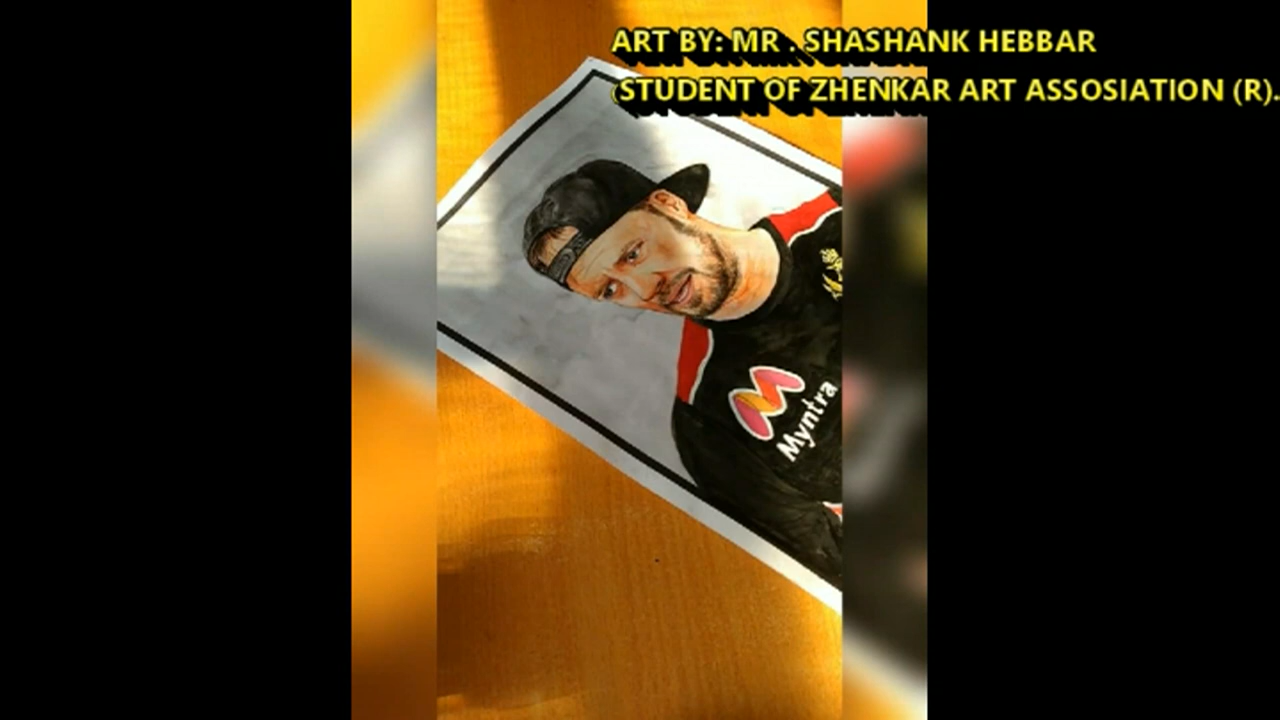 ART BY: MR . SHASHANK HEBBAR
(STUDENT OF ZHENKAR ART ASSOSIATION (R).
Myntra